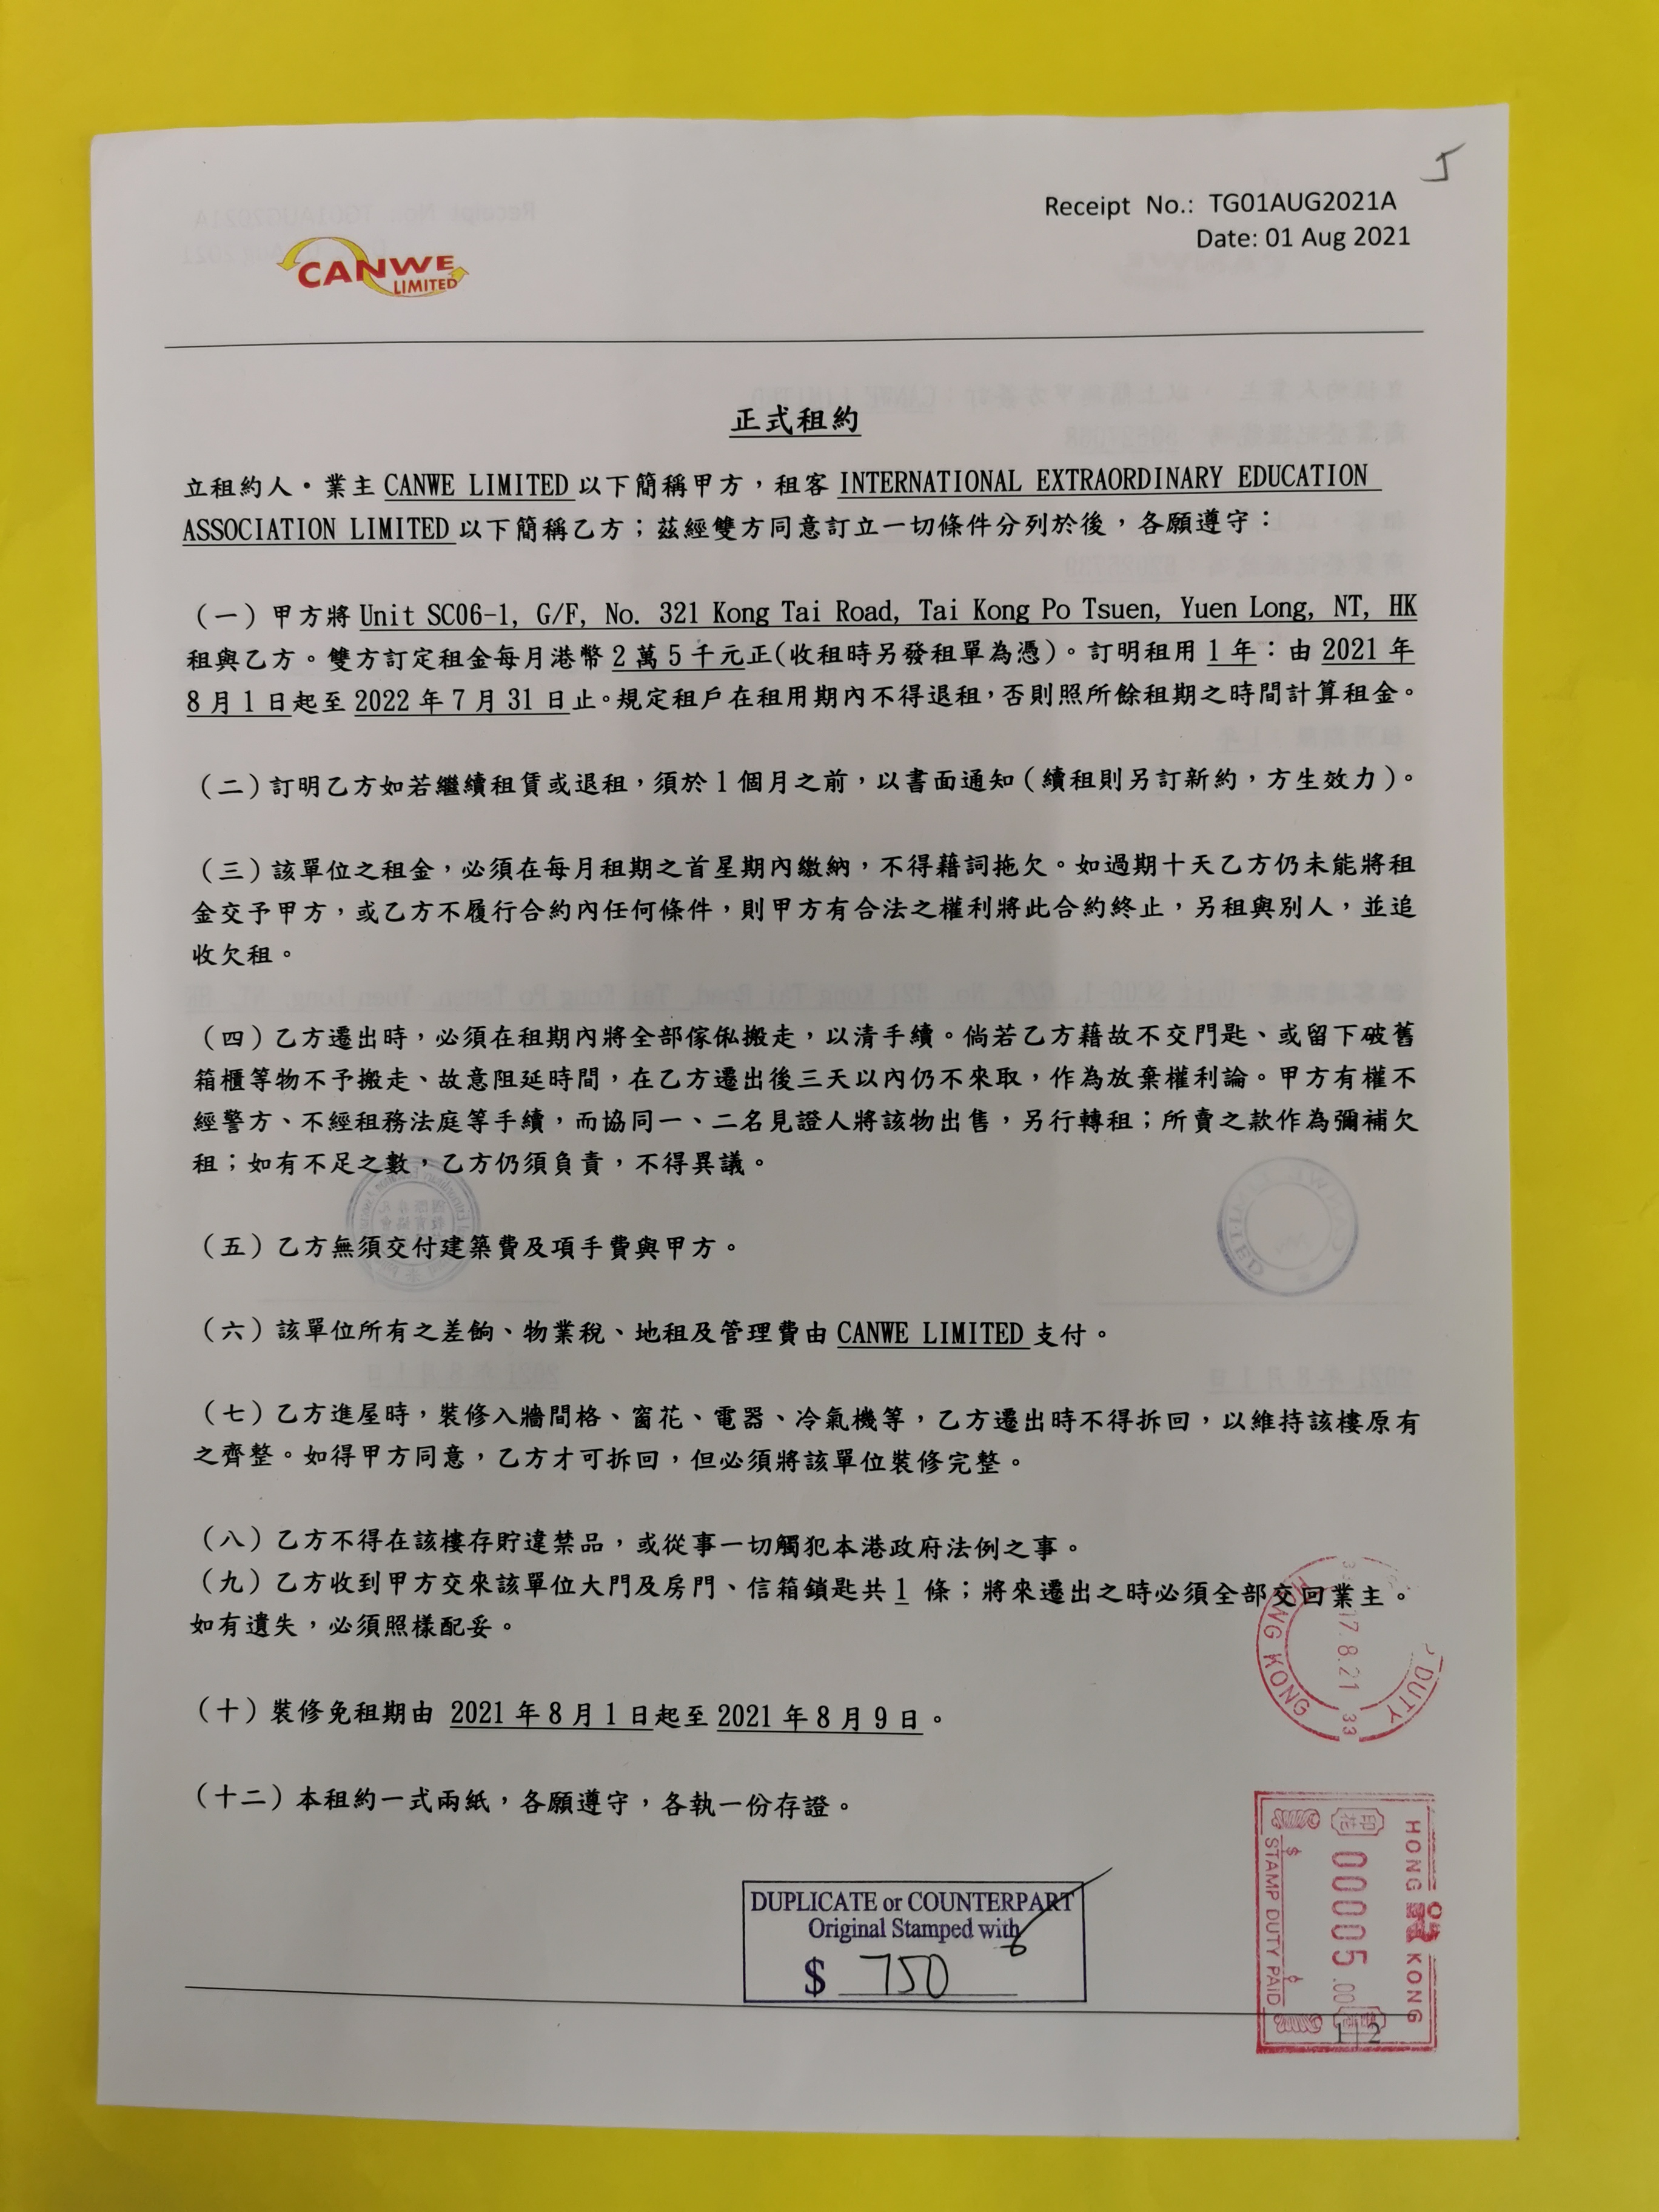 J
Receipt No.: TG01AUG2021A
Date: 01 Aug 2021
CANWE
LIMITED
正式租約
立租約人・業主 CANWE LIMITED 以下簡稱甲方，租客 INTERNATIONAL EXTRAORDINARY EDUCATION
ASSOCIATION LIMITED 以下簡稱乙方；茲經雙方同意訂立一切條件分列於後，各願遵守：
（一）甲方將 Unit SC06-1, G/F, No. 321 Kong Tai Road, Tai Kong Po Tsuen, Yuen Long, NT, HK
租與乙方。雙方訂定租金每月港幣 2 萬 5 千元正(收租時另發租單為憑)。訂明租用 1 年：由 2021 年
8 月 1 日起至 2022 年 7 月 31 日止。規定租戶在租用期內不得退租，否則照所餘租期之時間計算租金。
（二）訂明乙方如若繼續租賃或退租，須於 1 個月之前，以書面通知（續租則另訂新約，方生效力）。
（三）該單位之租金，必須在每月租期之首星期內繳納，不得藉詞拖欠。如過期十天乙方仍未能將租
金交予甲方，或乙方不履行合約內任何條件，則甲方有合法之權利將此合約終止，另租與別人，並追
收欠租。
（四）乙方遷出時，必須在租期內將全部傢俬搬走，以清手續。倘若乙方藉故不交門匙、或留下破舊
箱櫃等物不予搬走、故意阻延時間，在乙方遷出後三天以內仍不來取，作為放棄權利論。甲方有權不
經警方、不經租務法庭等手續，而協同一、二名見證人將該物出售，另行轉租；所賣之款作為彌補欠
租；如有不足之數，乙方仍須負責，不得異議。
（五）乙方無須交付建築費及項手費與甲方。
（六）該單位所有之差餉、物業稅、地租及管理費由 CANWE LIMITED 支付。
（七）乙方進屋時，裝修入牆間格、窗花、電器、冷氣機等，乙方遷出時不得拆回，以維持該樓原有
之齊整。如得甲方同意，乙方才可拆回，但必須將該單位裝修完整。
（八）乙方不得在該樓存貯違禁品，或從事一切觸犯本港政府法例之事。
（九）乙方收到甲方交來該單位大門及房門、信箱鎖匙共 1 條；將來遷出之時必須全部交回業主。
如有遺失，必須照樣配妥。
（十）裝修免租期由 2021 年 8 月 1 日起至 2021 年 8 月 9 日。
（十二）本租約一式兩紙，各願遵守，各執一份存證。
HONG KONG
17.8.21
33
DUTY
HONG KONG
印花
00005.00
$ STAMP DUTY PAID $
DUPLICATE or COUNTERPART
Original Stamped with
$ 750
1|2